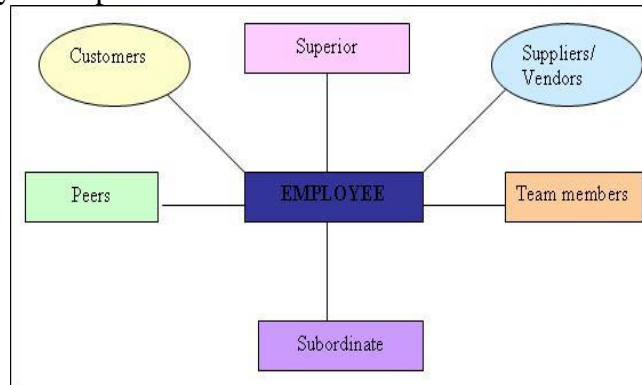 Customers
Superior
Suppliers/
Vendors
Peers
EMPLOYEE
Team members
Subordinate